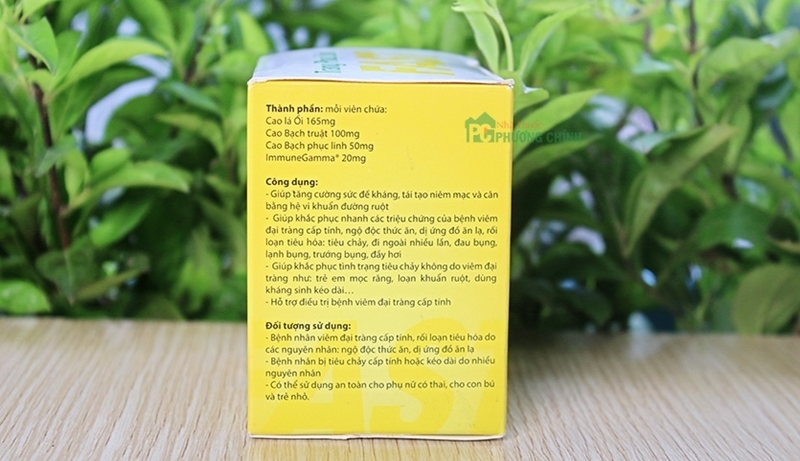 Thành phần: mỗi viên chứa:
Cao lá Ổi 165mg
Cao Bạch truật 100mg
Cao Bạch phục linh 50mg
ImmuneGamma® 20mg
PG
PHƯƠNG CHÍNH
Công dụng:
- Giúp tăng cường sức đề kháng, tái tạo niêm mạc và cân
bằng hệ vi khuẩn đường ruột
- Giúp khắc phục nhanh các triệu chứng của bệnh viêm
đại tràng cấp tính, ngộ độc thức ăn, dị ứng đồ ăn lạ, rối
loạn tiêu hóa: tiêu chảy, đi ngoài nhiều lần, đau bụng,
lạnh bụng, trướng bụng, đầy hơi
- Giúp khắc phục tình trạng tiêu chảy không do viêm đại
tràng như: trẻ em mọc răng, loạn khuẩn ruột, dùng
kháng sinh kéo dài...
- Hỗ trợ điều trị bệnh viêm đại tràng cấp tính
Đối tượng sử dụng:
- Bệnh nhân viêm đại tràng cấp tính, rối loạn tiêu hóa do
các nguyên nhân: ngộ độc thức ăn, dị ứng đồ ăn lạ
- Bệnh nhân bị tiêu chảy cấp tính hoặc kéo dài do nhiều
nguyên nhân
- Có thể sử dụng an toàn cho phụ nữ có thai, cho con bú
và trẻ nhỏ.